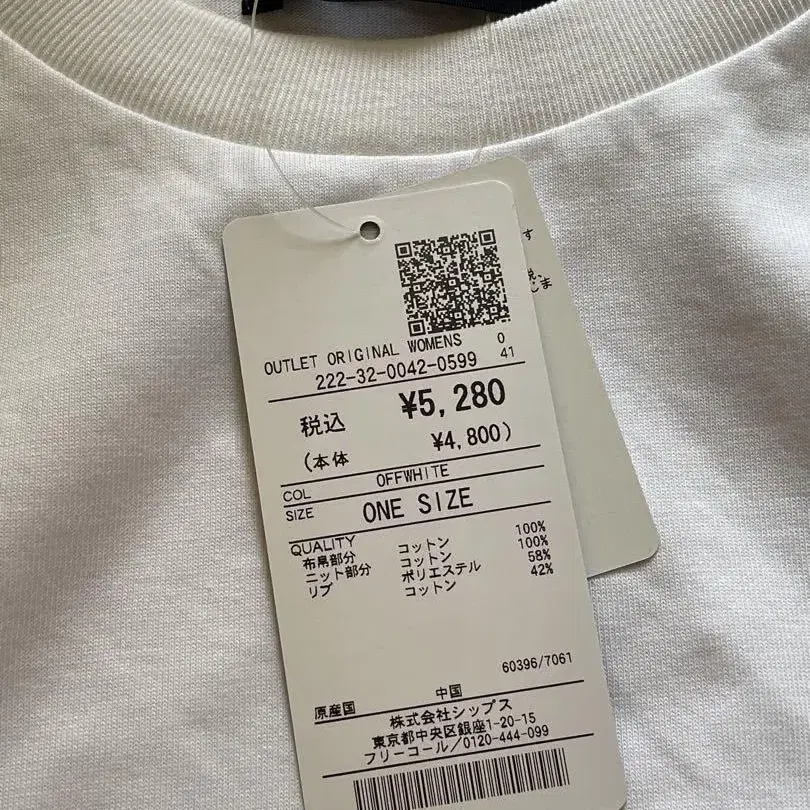 OUTLET ORIGINAL WOMENS 0
222-32-0042-0599 41
税込 ¥5,280
(本体 ¥4,800)
COL OFFWHITE
SIZE ONE SIZE
QUALITY
布帛部分 コットン 100%
ニット部分 コットン 100%
リブ ポリエステル 58%
コットン 42%
60396/7061
原産国 中国
株式会社シップス
東京都中央区銀座1-20-15
フリーコール/0120-444-099
す
税、
じま